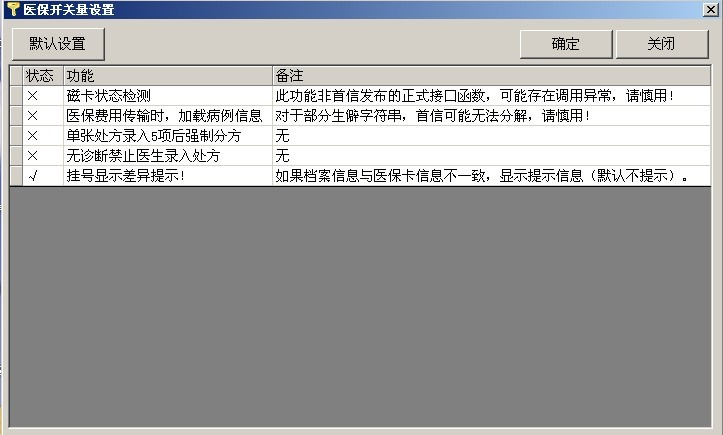 医保开关量设置
默认设置 确定 关闭
状态 功能 备注
× 磁卡状态检测 此功能非首信发布的正式接口函数，可能存在调用异常，请慎用！
× 医保费用传输时，加载病例信息 对于部分生僻字符串，首信可能无法分解，请慎用！
× 单张处方录入5项后强制分方 无
× 无诊断禁止医生录入处方 无
√ 挂号显示差异提示！ 如果档案信息与医保卡信息不一致，显示提示信息（默认不提示）。